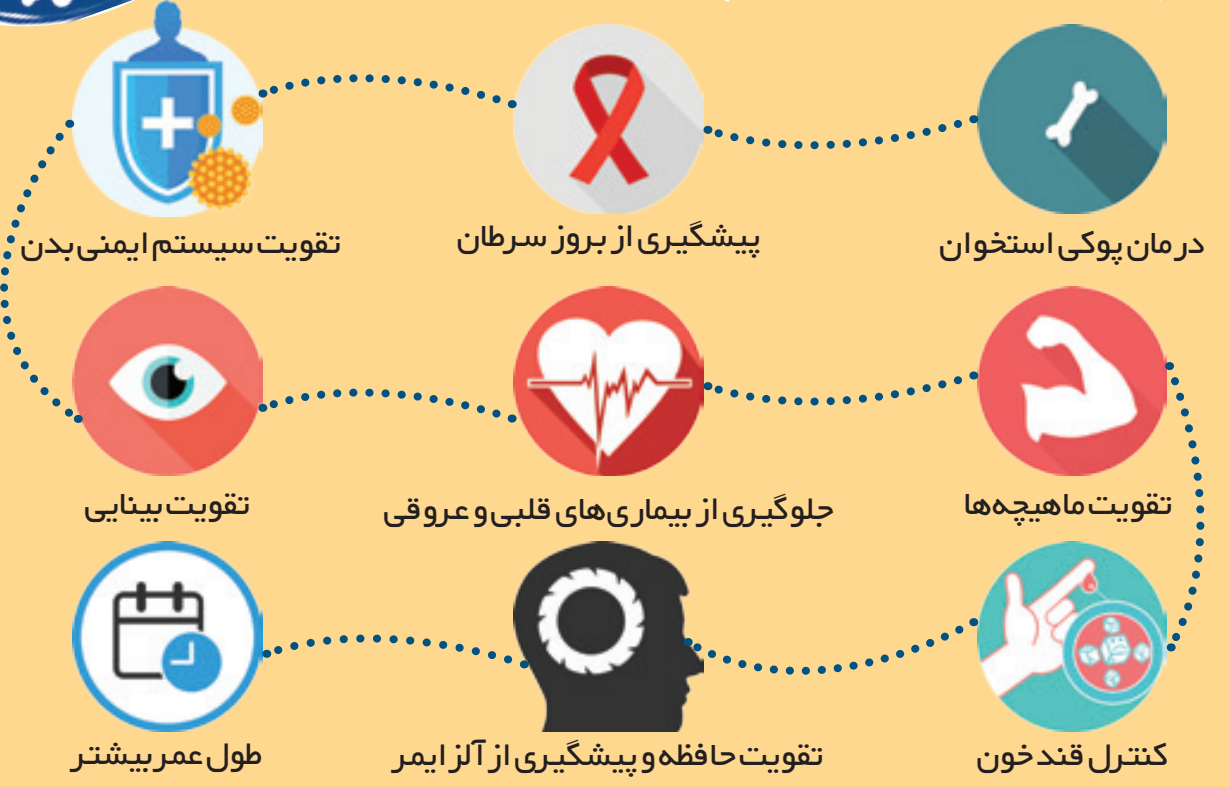 درمان پوکی استخوان
پیشگیری از بروز سرطان
تقویت سیستم ایمنی بدن
تقویت ماهیچه‌ها
جلوگیری از بیماری‌های قلبی و عروقی
تقویت بینایی
کنترل قند خون
تقویت حافظه و پیشگیری از آلزایمر
طول عمر بیشتر